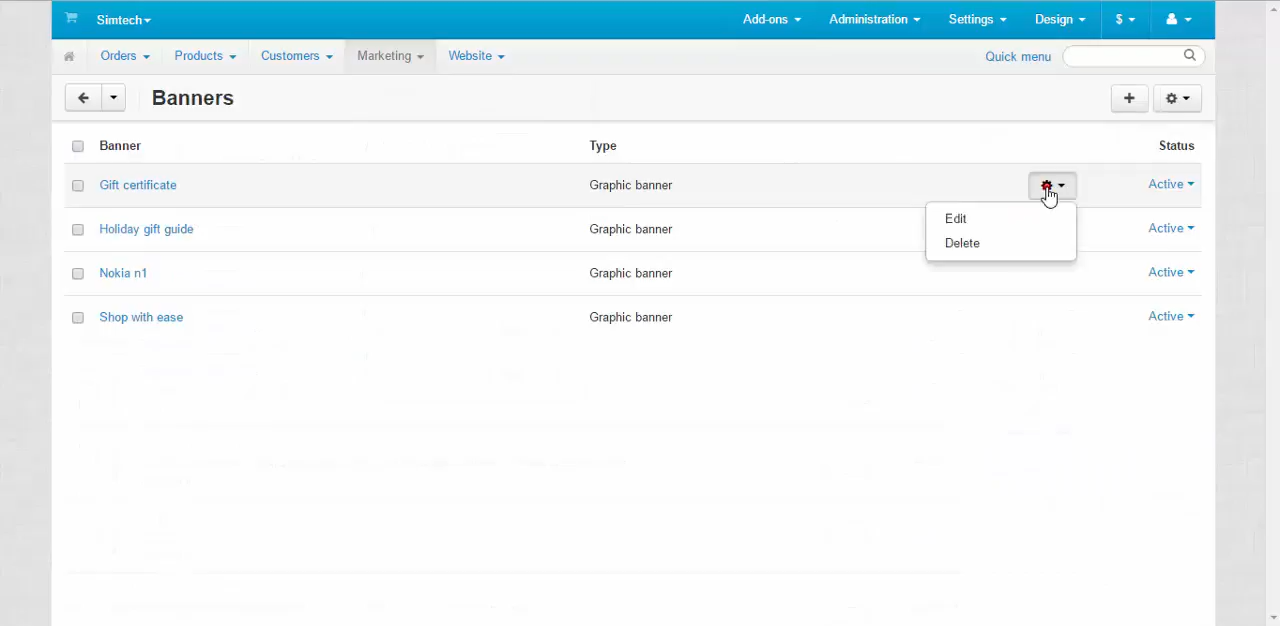 Simtech Add-ons Administration Settings Design $
Orders Products Customers Marketing Website Quick menu
Banners
Banner Type Status
Gift certificate Graphic banner Active
Edit
Holiday gift guide Graphic banner Active
Delete
Nokia n1 Graphic banner Active
Shop with ease Graphic banner Active